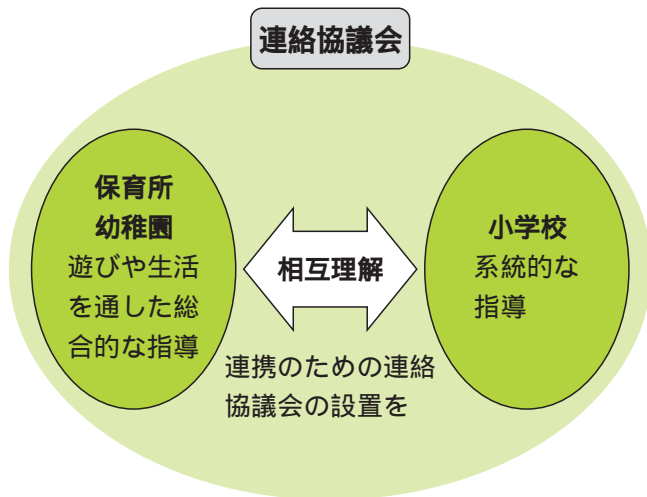 連絡協議会
保育所
幼稚園
遊びや生活
を通した総
合的な指導
相互理解
小学校
系統的な
指導
連携のための連絡
協議会の設置を